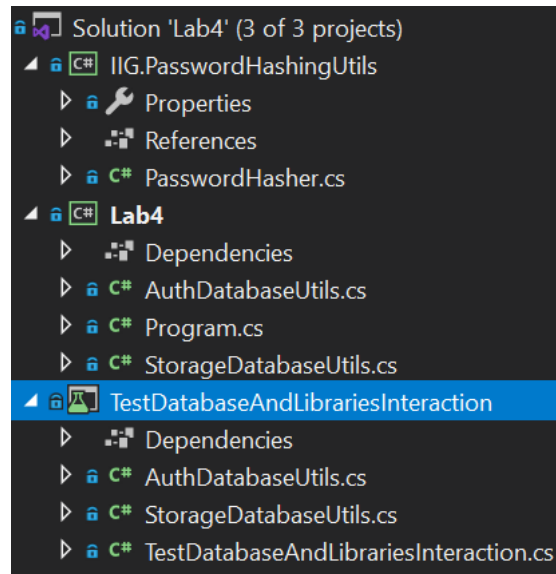 Solution 'Lab4' (3 of 3 projects)
C# IIG.PasswordHashingUtils
Properties
References
C# PasswordHasher.cs
C# Lab4
Dependencies
C# AuthDatabaseUtils.cs
C# Program.cs
C# StorageDatabaseUtils.cs
TestDatabaseAndLibrariesInteraction
Dependencies
C# AuthDatabaseUtils.cs
C# StorageDatabaseUtils.cs
C# TestDatabaseAndLibrariesInteraction.cs